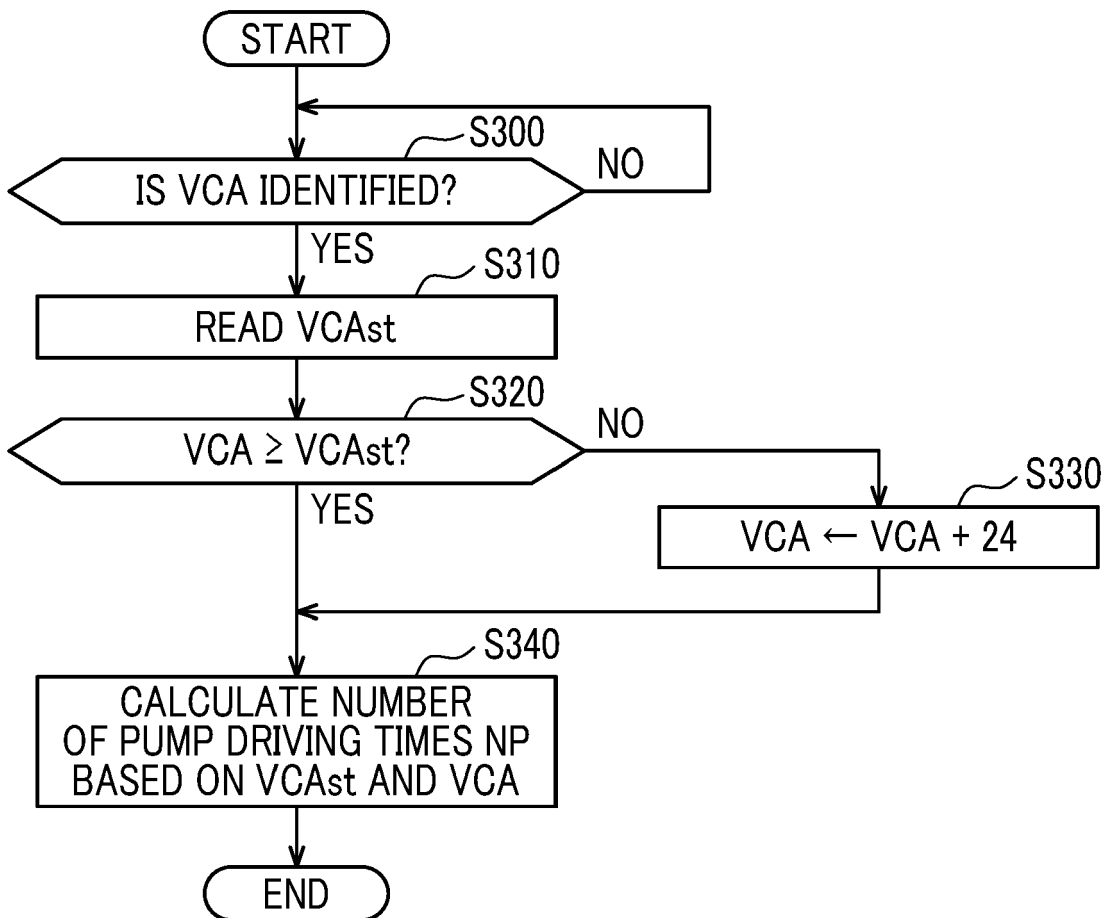 START
S300
IS VCA IDENTIFIED?
NO
YES
S310
READ VCAst
S320
VCA ≧ VCAst?
NO
YES
S330
VCA ← VCA + 24
S340
CALCULATE NUMBER
OF PUMP DRIVING TIMES NP
BASED ON VCAst AND VCA
END